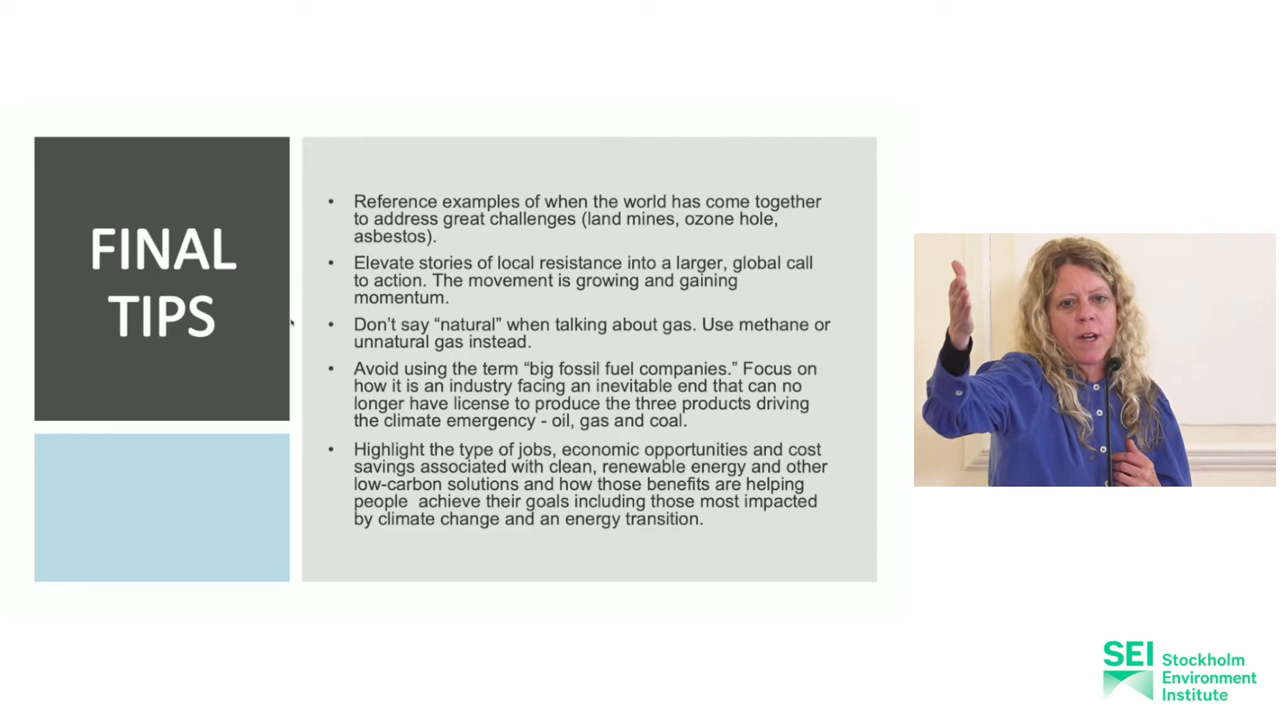 FINAL
TIPS
• Reference examples of when the world has come together
to address great challenges (land mines, ozone hole,
asbestos).
• Elevate stories of local resistance into a larger, global call
to action. The movement is growing and gaining
momentum.
• Don’t say “natural” when talking about gas. Use methane or
unnatural gas instead.
• Avoid using the term “big fossil fuel companies.” Focus on
how it is an industry facing an inevitable end that can no
longer have license to produce the three products driving
the climate emergency - oil, gas and coal.
• Highlight the type of jobs, economic opportunities and cost
savings associated with clean, renewable energy and other
low-carbon solutions and how those benefits are helping
people  achieve their goals including those most impacted
by climate change and an energy transition.
SEI
Stockholm
Environment
Institute